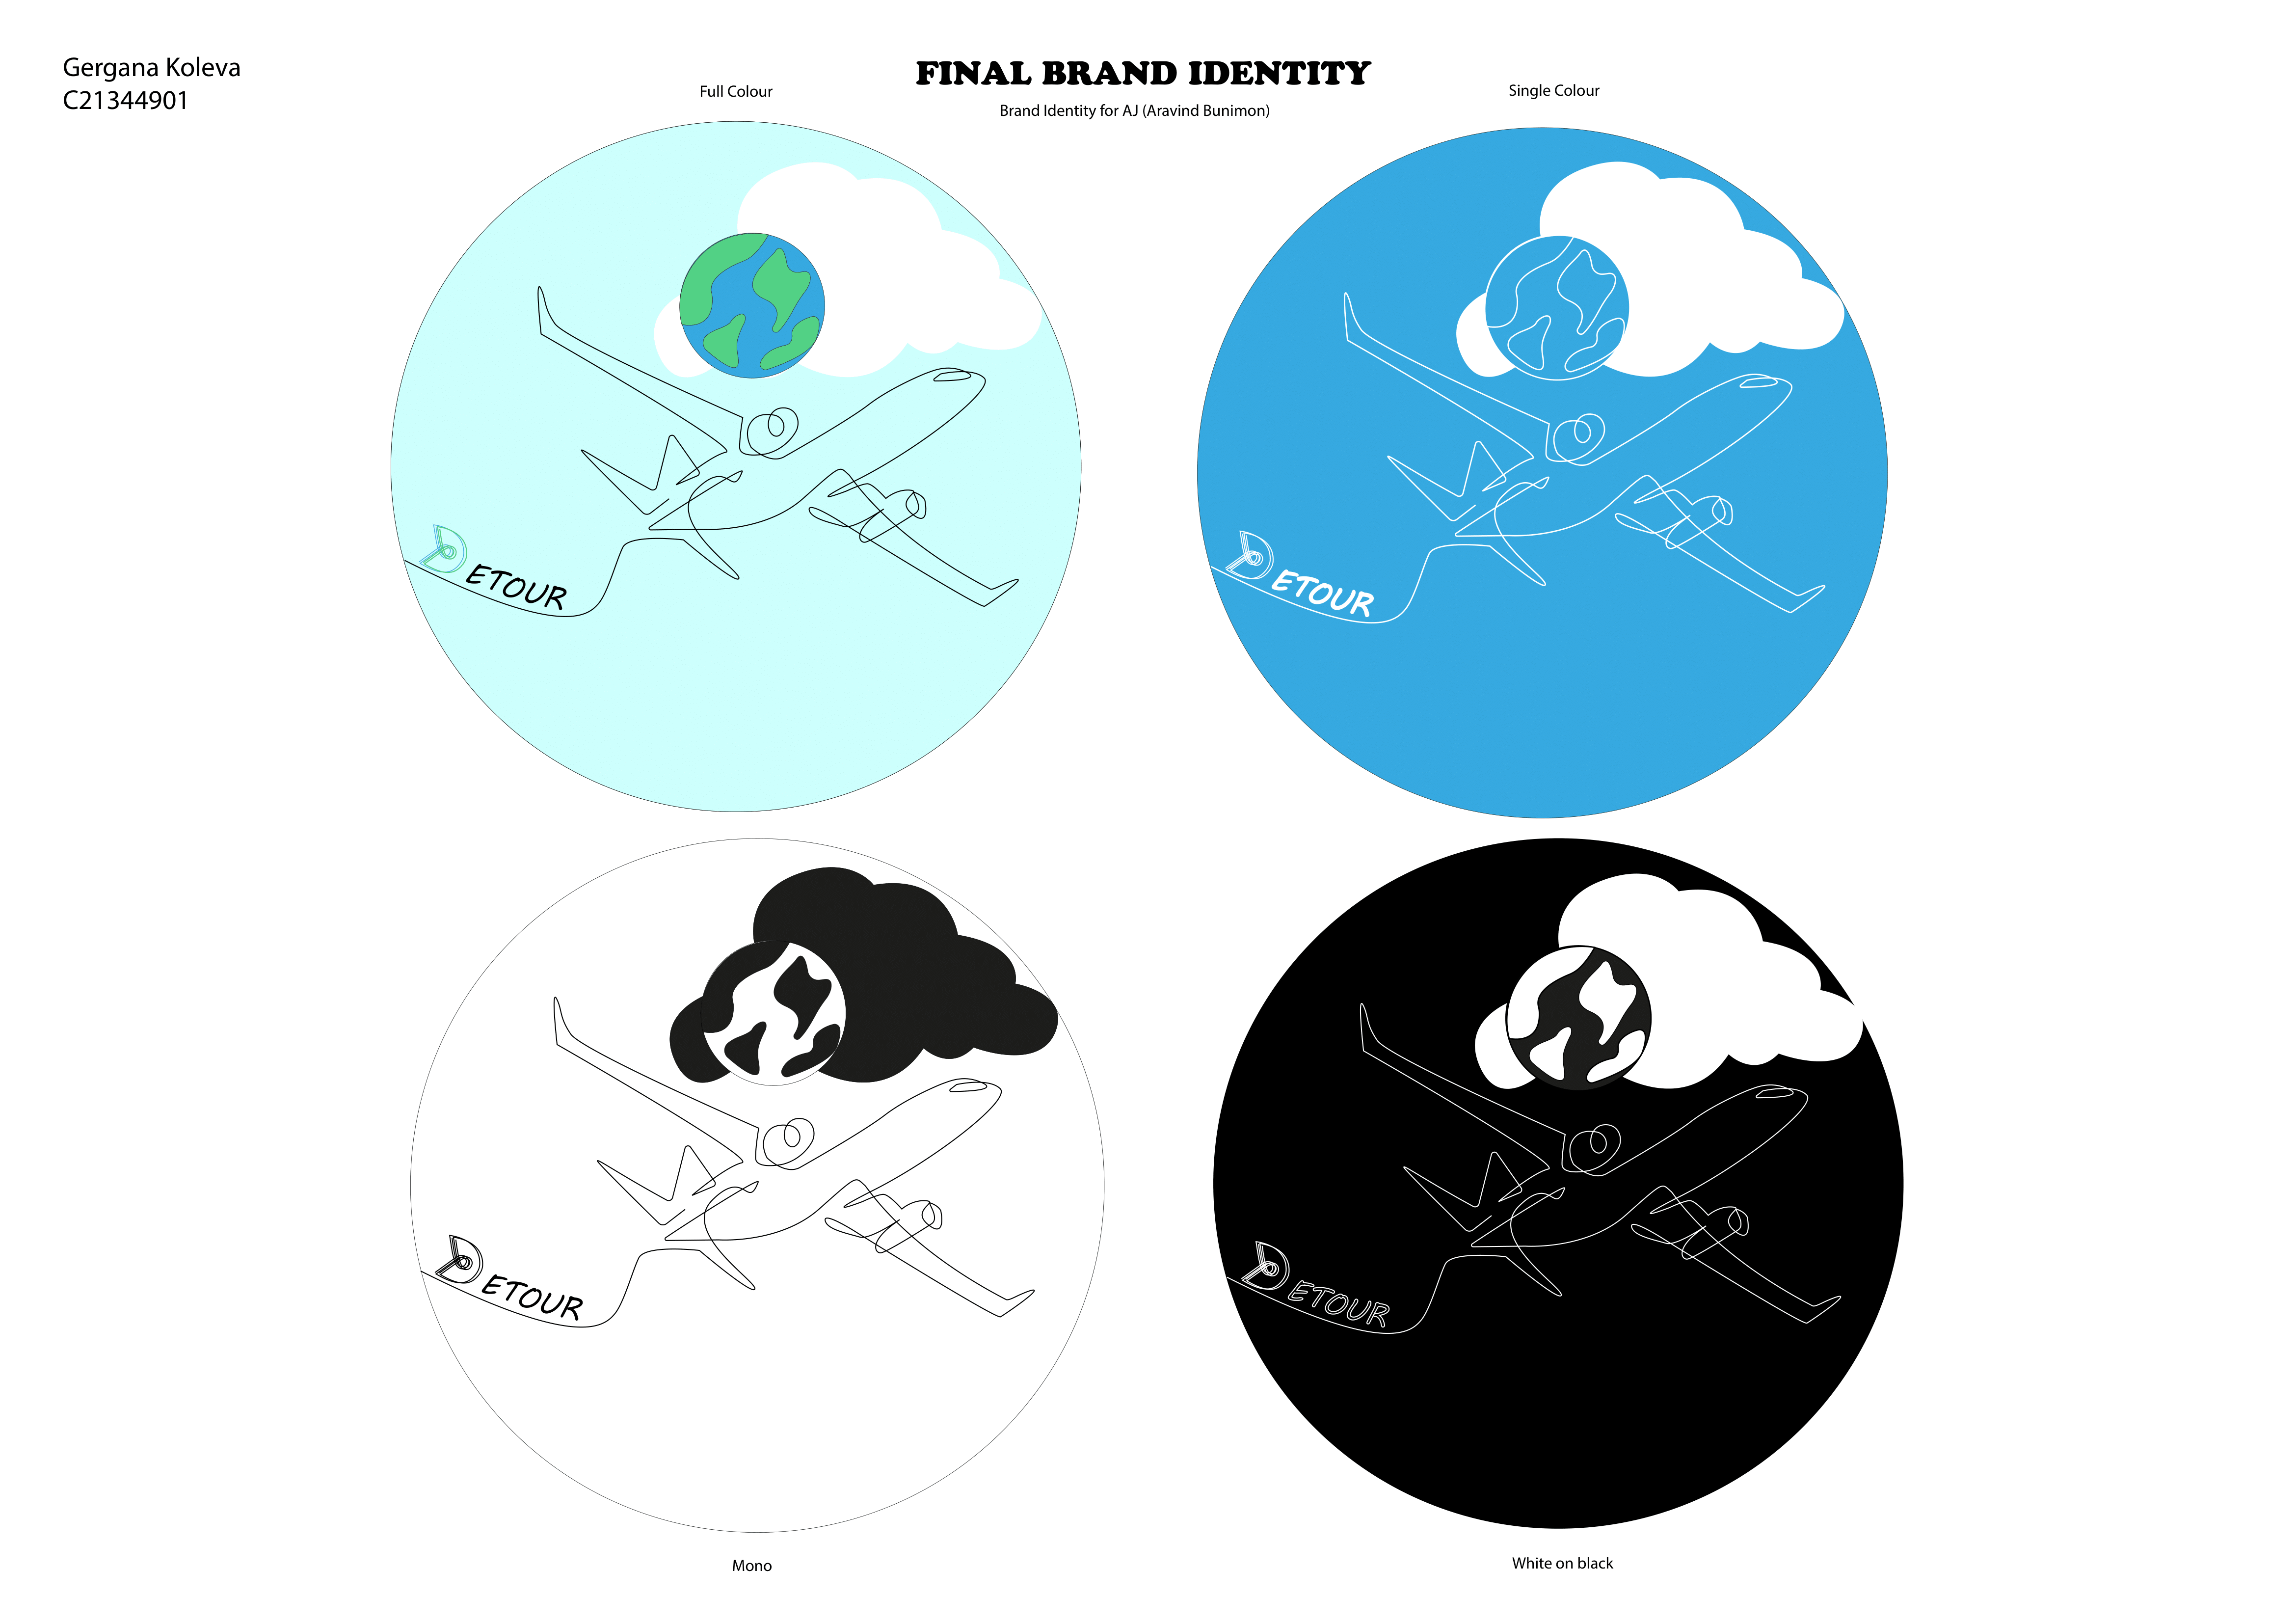 Gergana Koleva
C21344901
FINAL BRAND IDENTITY
Brand Identity for AJ (Aravind Bunimon)
Full Colour
Single Colour
DETOUR
DETOUR
DETOUR
DETOUR
Mono
White on black